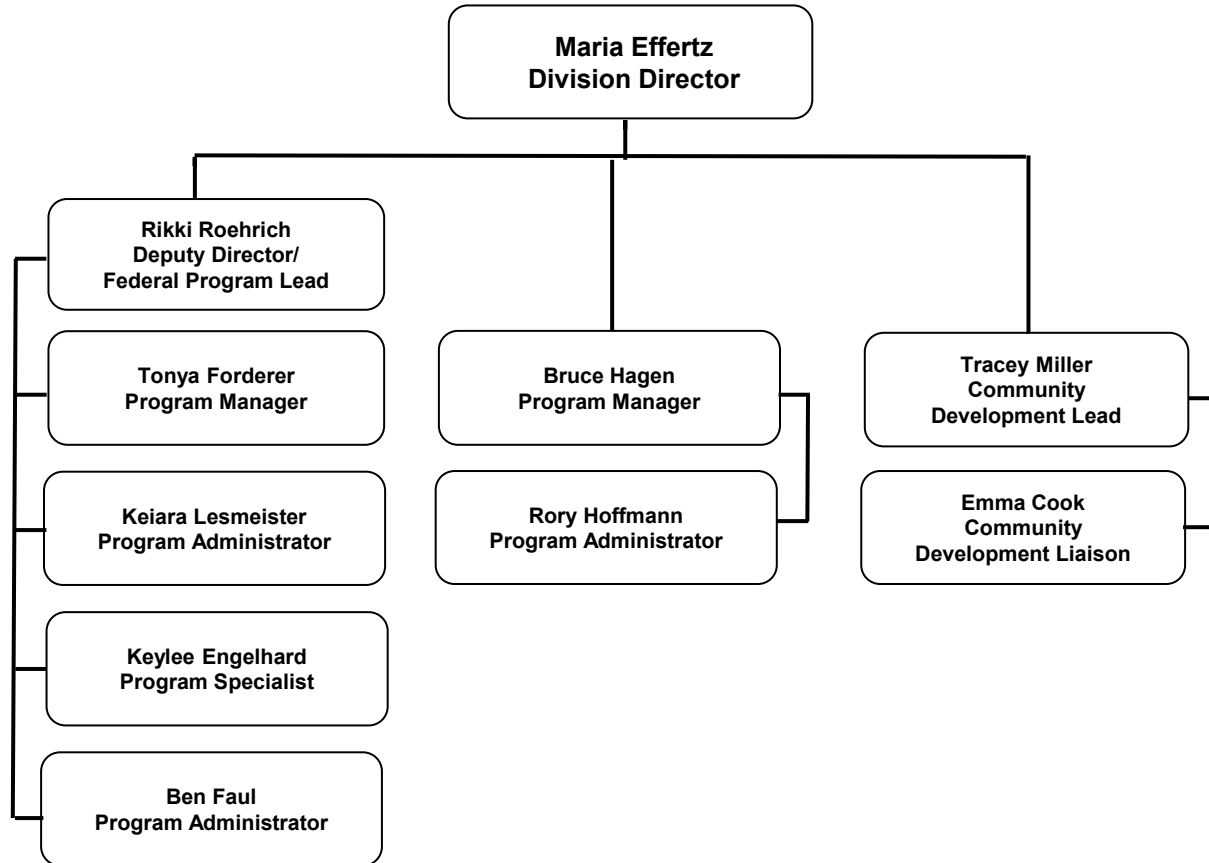 Maria Effertz
Division Director
Rikki Roehrich
Deputy Director/
Federal Program Lead
Tonya Forderer
Program Manager
Bruce Hagen
Program Manager
Tracey Miller
Community
Development Lead
Keiara Lesmeister
Program Administrator
Rory Hoffmann
Program Administrator
Emma Cook
Community
Development Liaison
Keylee Engelhard
Program Specialist
Ben Faul
Program Administrator